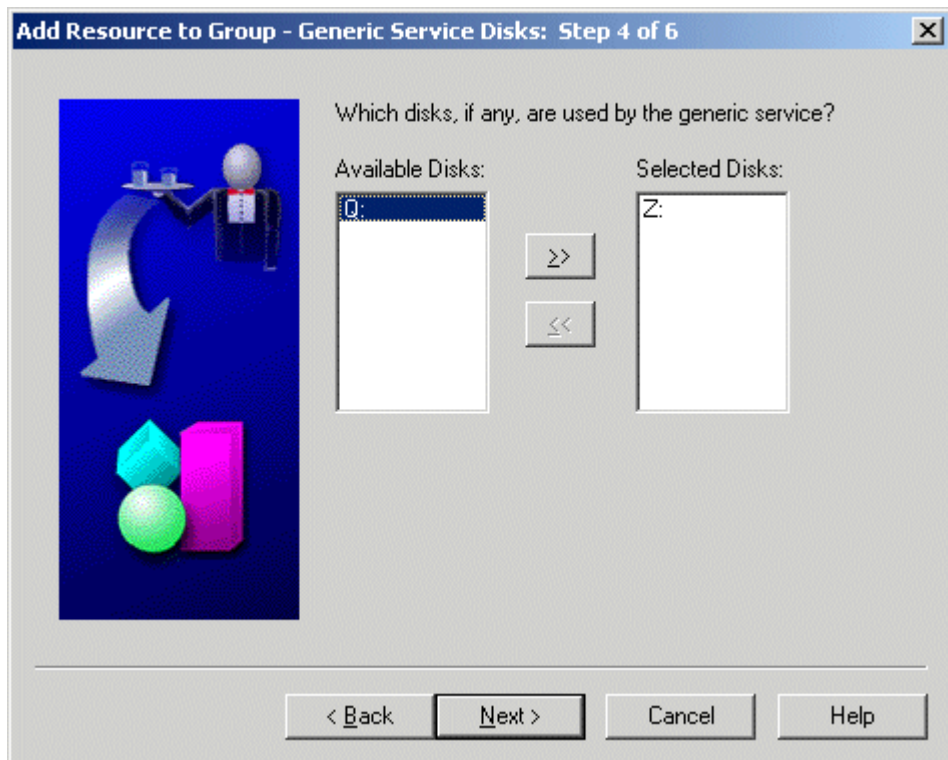 Add Resource to Group - Generic Service Disks: Step 4 of 6
Which disks, if any, are used by the generic service?
Available Disks:
Selected Disks:
Q:
Z:
>>
<<
< Back
Next >
Cancel
Help